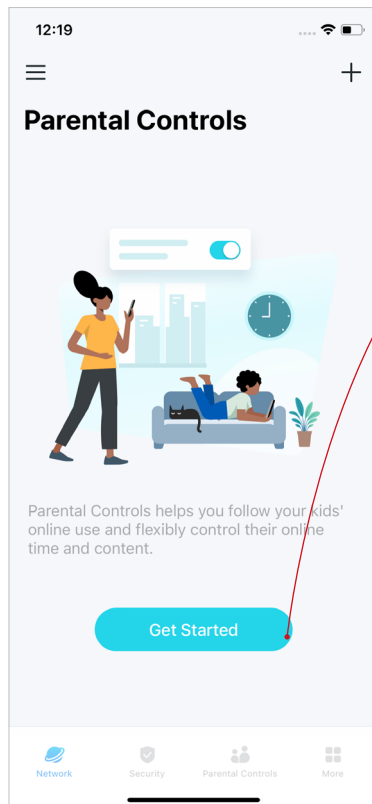 12:19
Parental Controls
Parental Controls helps you follow your kids'
online use and flexibly control their online
time and content.
Get Started
Network
Security
Parental Controls
More